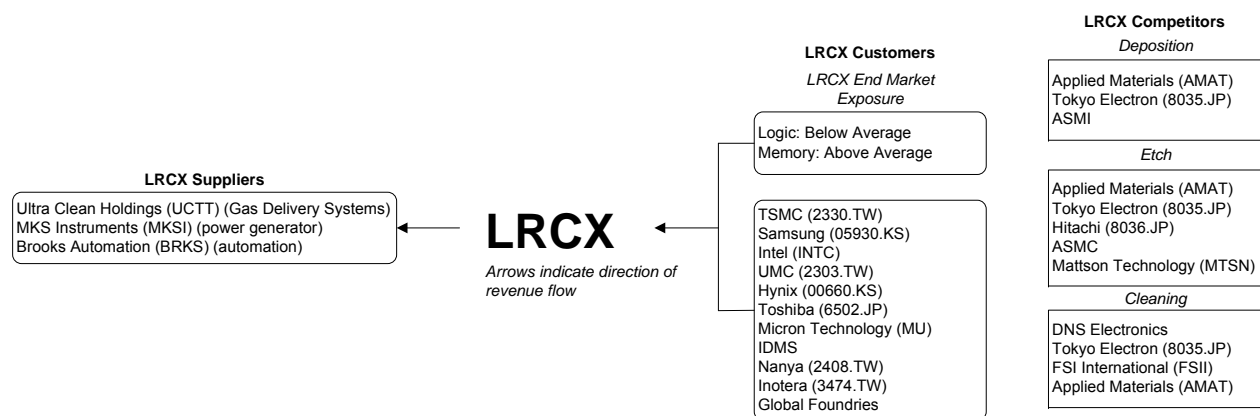 LRCX Suppliers
Ultra Clean Holdings (UCTT) (Gas Delivery Systems)
MKS Instruments (MKSI) (power generator)
Brooks Automation (BRKS) (automation)
LRCX
Arrows indicate direction of
revenue flow
LRCX Customers
LRCX End Market
Exposure
Logic: Below Average
Memory: Above Average
TSMC (2330.TW)
Samsung (05930.KS)
Intel (INTC)
UMC (2303.TW)
Hynix (00660.KS)
Toshiba (6502.JP)
Micron Technology (MU)
IDMS
Nanya (2408.TW)
Inotera (3474.TW)
Global Foundries
LRCX Competitors
Deposition
Applied Materials (AMAT)
Tokyo Electron (8035.JP)
ASMI
Etch
Applied Materials (AMAT)
Tokyo Electron (8035.JP)
Hitachi (8036.JP)
ASMC
Mattson Technology (MTSN)
Cleaning
DNS Electronics
Tokyo Electron (8035.JP)
FSI International (FSII)
Applied Materials (AMAT)